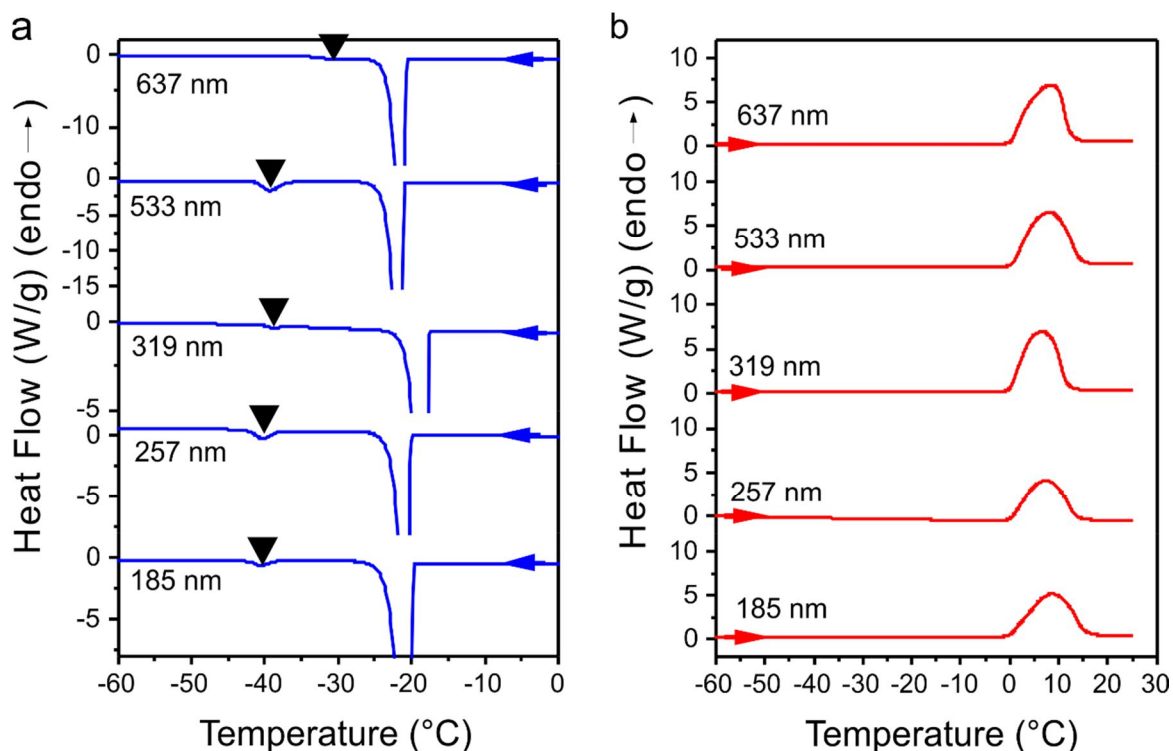 a
Heat Flow (W/g) (endo →)
0
637 nm
-10
0
533 nm
-5
-10
-15
0
319 nm
-5
0
257 nm
-5
0
185 nm
-5
-60 -50 -40 -30 -20 -10 0
Temperature (°C)
b
Heat Flow (W/g) (endo →)
10
5
637 nm
0
10
5
533 nm
0
10
5
319 nm
0
10
5
257 nm
0
10
5
185 nm
0
-60 -50 -40 -30 -20 -10 0 10 20 30
Temperature (°C)